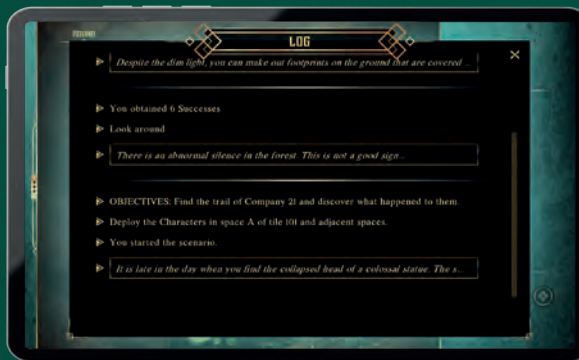 LOG
Despite the dim light, you can make out footprints on the ground that are covered ...
You obtained 6 Successes
Look around
There is an abnormal silence in the forest. This is not a good sign...
OBJECTIVES: Find the trail of Company 21 and discover what happened to them.
Deploy the Characters in space A of tile 101 and adjacent spaces.
You started the scenario.
It is late in the day when you find the collapsed head of a colossal statue. The s...